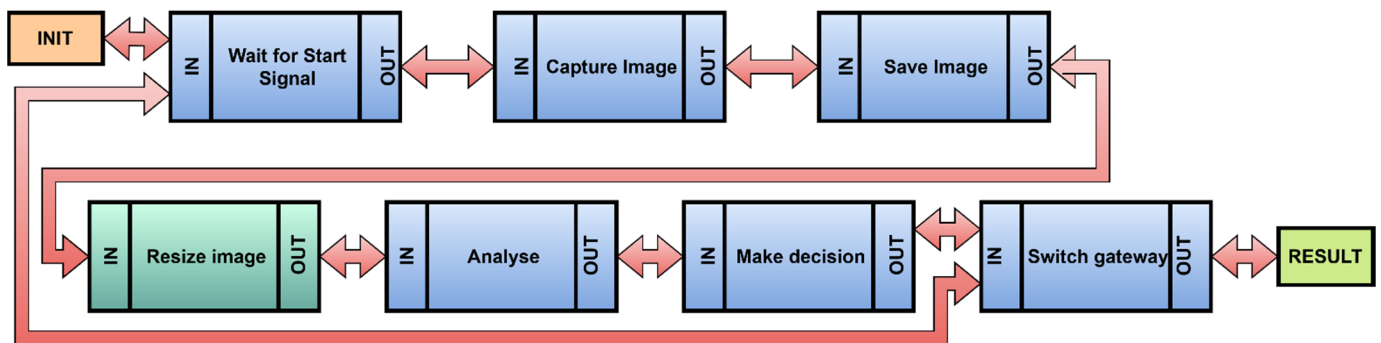 INIT
IN
Wait for Start
Signal
OUT
IN
Capture Image
OUT
IN
Save Image
OUT
IN
Resize image
OUT
IN
Analyse
OUT
IN
Make decision
OUT
IN
Switch gateway
OUT
RESULT